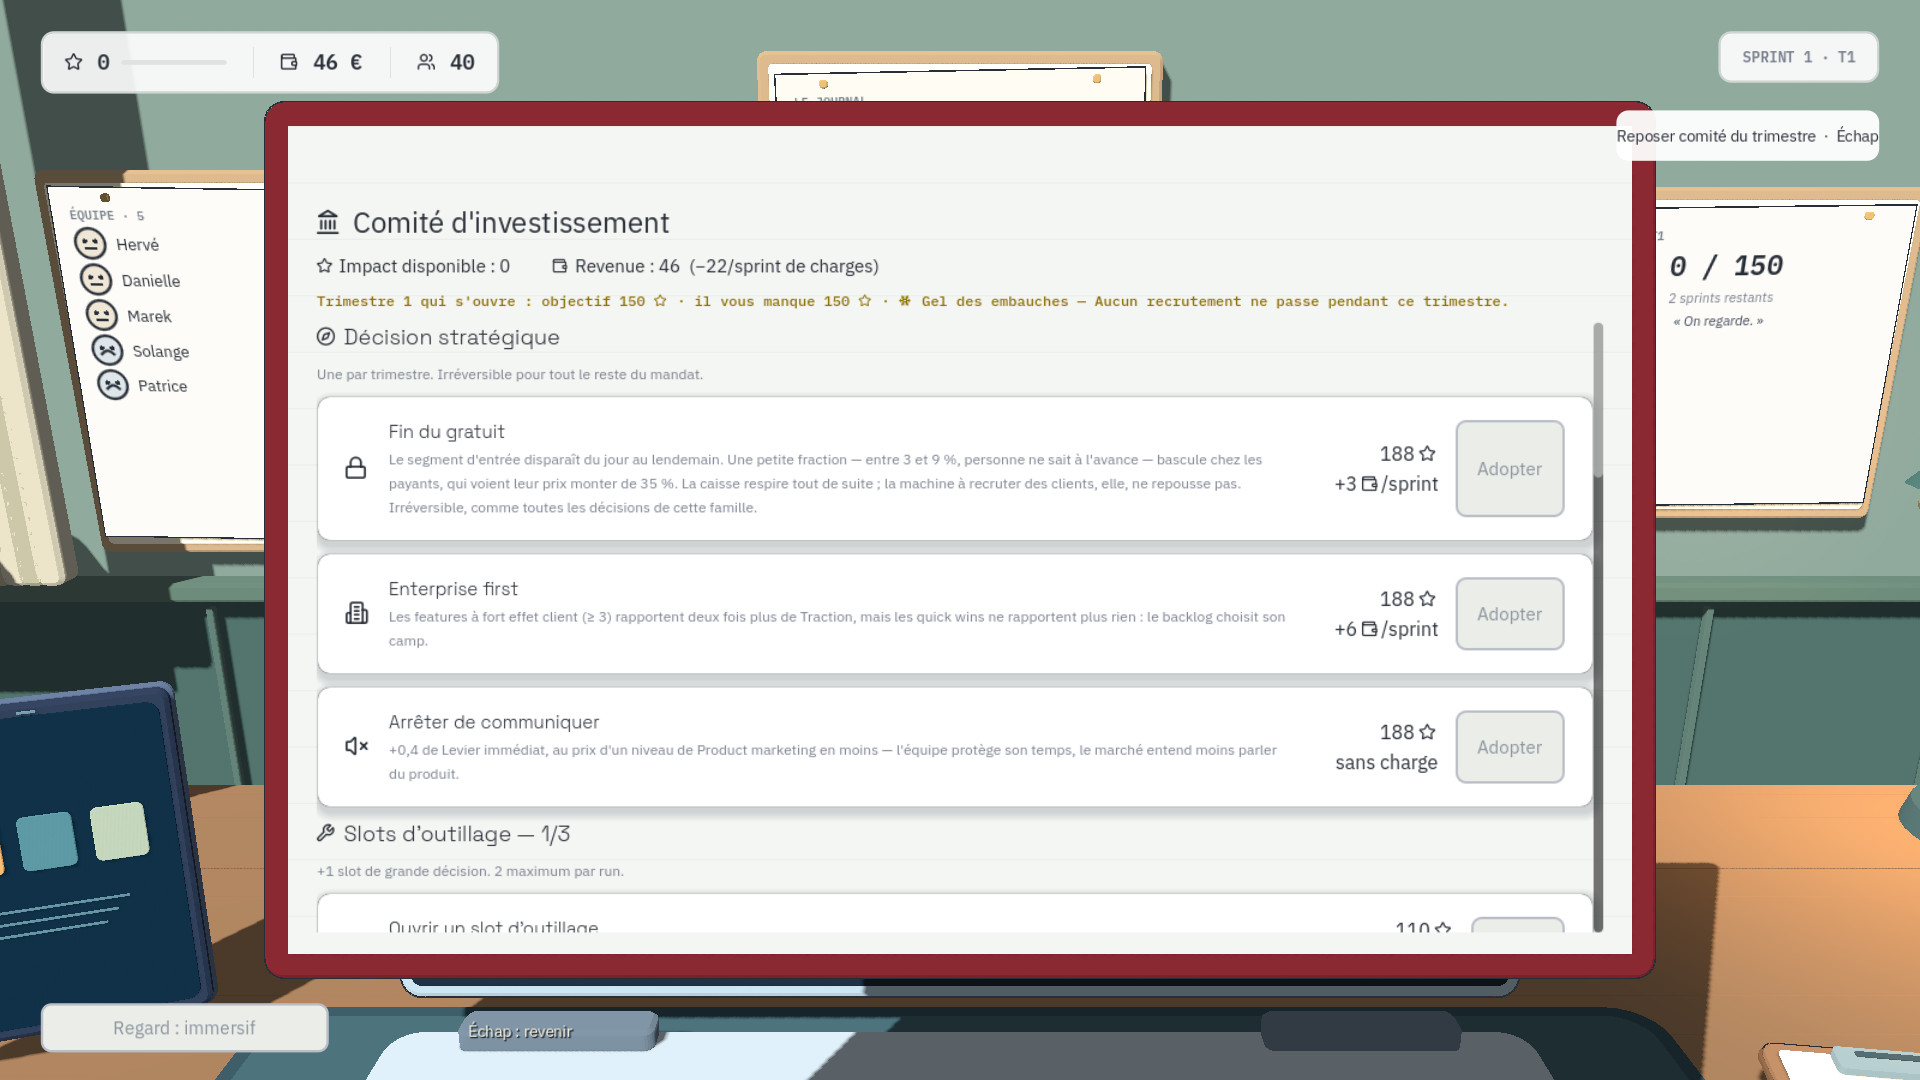 0
46 €
40
SPRINT 1 · T1
LE JOURNAL
Reposer comité du trimestre · Échap
ÉQUIPE · 5
Hervé
Danielle
Marek
Solange
Patrice
Comité d'investissement
Impact disponible : 0
Revenue : 46 (−22/sprint de charges)
Trimestre 1 qui s'ouvre : objectif 150 ☆ · il vous manque 150 ☆ · ✱ Gel des embauches — Aucun recrutement ne passe pendant ce trimestre.
Décision stratégique
Une par trimestre. Irréversible pour tout le reste du mandat.
Fin du gratuit
Le segment d'entrée disparaît du jour au lendemain. Une petite fraction — entre 3 et 9 %, personne ne sait à l'avance — bascule chez les
payants, qui voient leur prix monter de 35 %. La caisse respire tout de suite ; la machine à recruter des clients, elle, ne repousse pas.
Irréversible, comme toutes les décisions de cette famille.
188 ☆
+3 /sprint
Adopter
Enterprise first
Les features à fort effet client (≥ 3) rapportent deux fois plus de Traction, mais les quick wins ne rapportent plus rien : le backlog choisit son
camp.
188 ☆
+6 /sprint
Adopter
Arrêter de communiquer
+0,4 de Levier immédiat, au prix d'un niveau de Product marketing en moins — l'équipe protège son temps, le marché entend moins parler
du produit.
188 ☆
sans charge
Adopter
Slots d'outillage — 1/3
+1 slot de grande décision. 2 maximum par run.
Ouvrir un slot d'outillage
110 ☆
T1
0 / 150
2 sprints restants
« On regarde. »
Regard : immersif
Échap : revenir